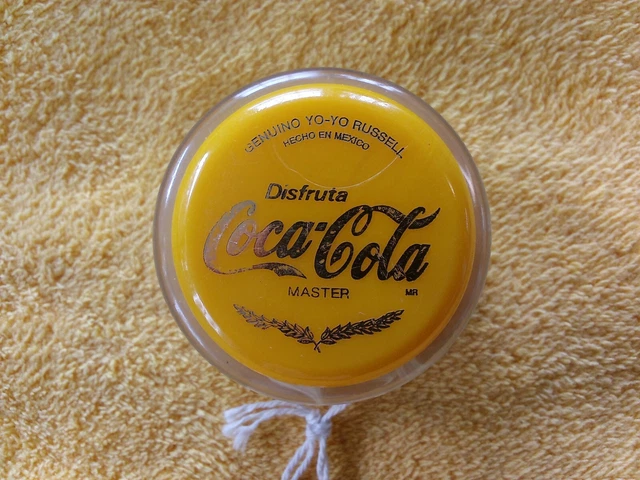 GENUINO YO-YO RUSSELL
HECHO EN MEXICO
Disfruta
Coca-Cola
MASTER
MR